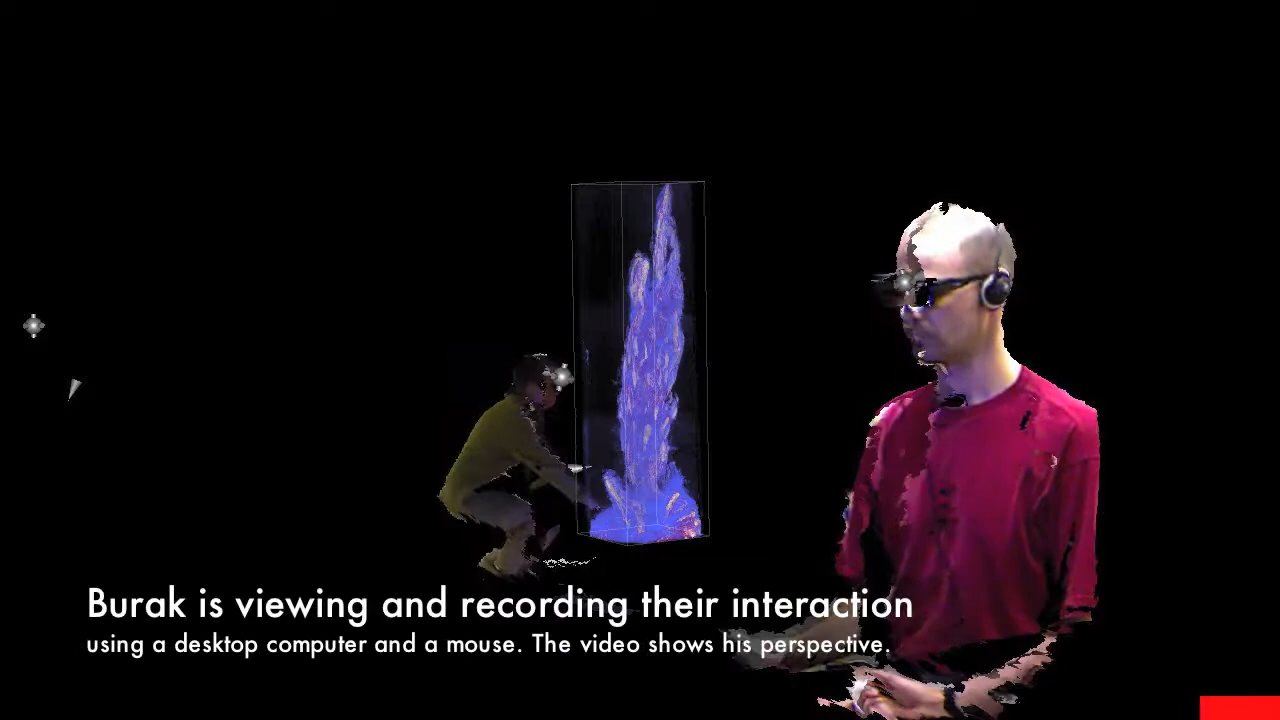 Burak is viewing and recording their interaction
using a desktop computer and a mouse. The video shows his perspective.